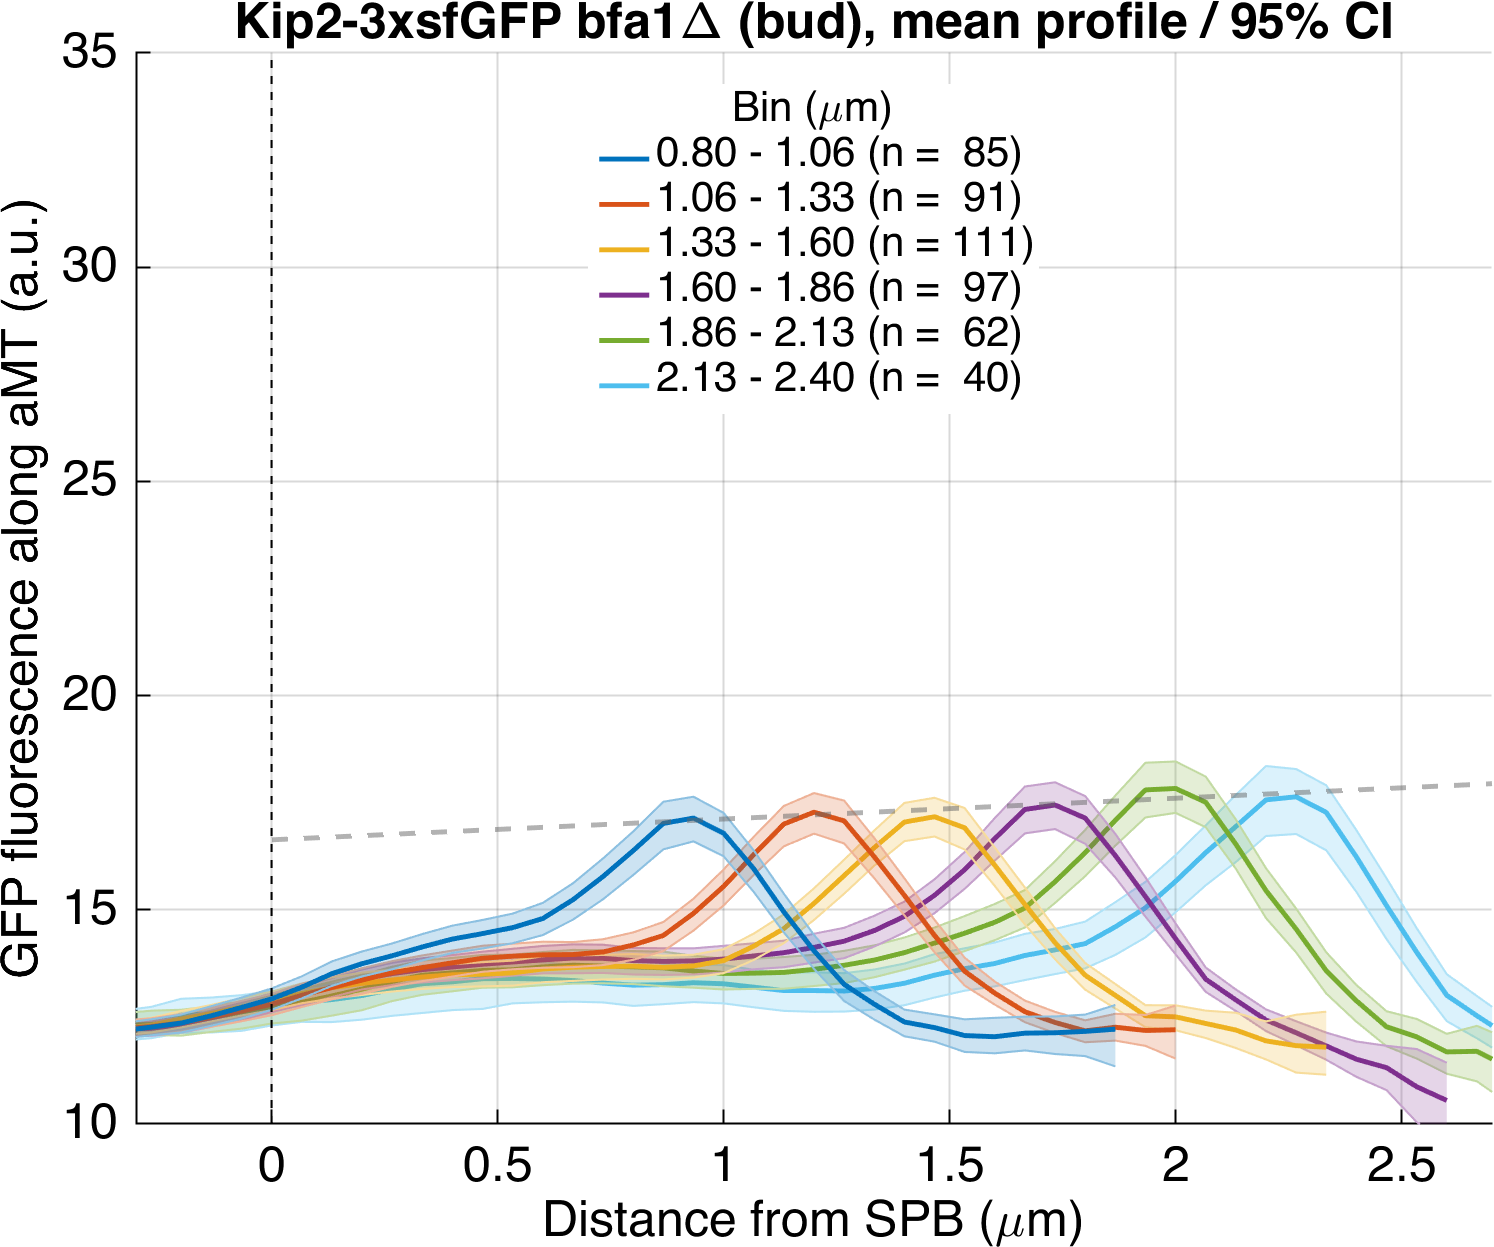 Kip2-3xsfGFP bfa1Δ (bud), mean profile / 95% CI
GFP fluorescence along aMT (a.u.)
35
30
25
20
15
10
Bin (μm)
0.80 - 1.06 (n = 85)
1.06 - 1.33 (n = 91)
1.33 - 1.60 (n = 111)
1.60 - 1.86 (n = 97)
1.86 - 2.13 (n = 62)
2.13 - 2.40 (n = 40)
0 0.5 1 1.5 2 2.5
Distance from SPB (μm)